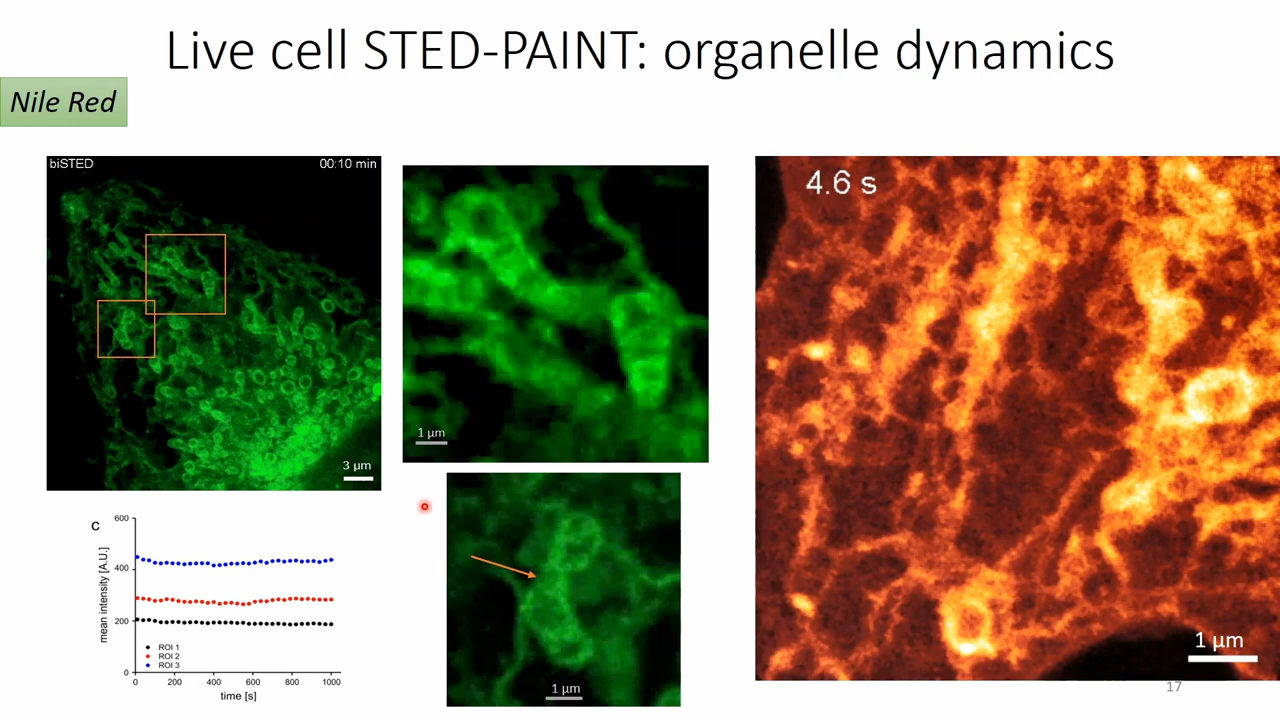 Live cell STED-PAINT: organelle dynamics
Nile Red
biSTED 00:10 min
3 µm
1 µm
1 µm
4.6 s
1 µm
C
mean intensity [A.U.]
600
400
200
0
ROI 1
ROI 2
ROI 3
0 200 400 600 800 1000
time [s]
17